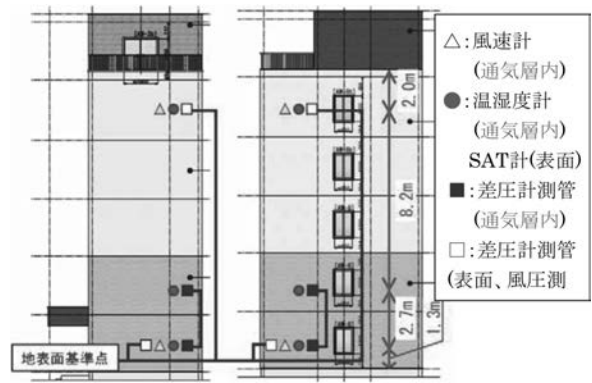 △:風速計
(通気層内)
●:温湿度計
(通気層内)
SAT計(表面)
■:差圧計測管
(通気層内)
□:差圧計測管
(表面、風圧測
2.0m
8.2m
2.7m
1.3m
地表面基準点